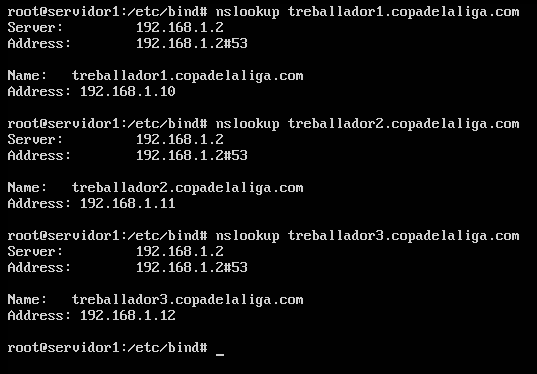 root@servidor1:/etc/bind# nslookup treballador1.copadelaliga.com
Server:         192.168.1.2
Address:        192.168.1.2#53

Name:   treballador1.copadelaliga.com
Address: 192.168.1.10

root@servidor1:/etc/bind# nslookup treballador2.copadelaliga.com
Server:         192.168.1.2
Address:        192.168.1.2#53

Name:   treballador2.copadelaliga.com
Address: 192.168.1.11

root@servidor1:/etc/bind# nslookup treballador3.copadelaliga.com
Server:         192.168.1.2
Address:        192.168.1.2#53

Name:   treballador3.copadelaliga.com
Address: 192.168.1.12

root@servidor1:/etc/bind# _